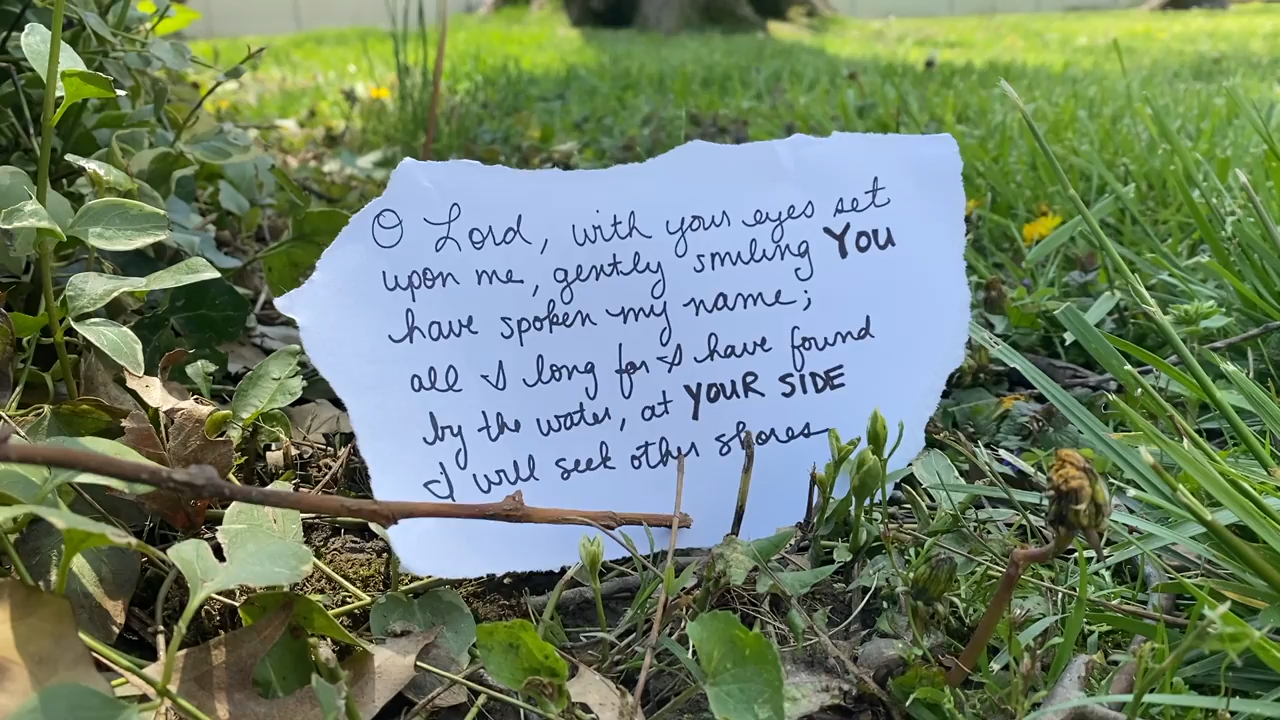 O Lord, with your eyes set
upon me, gently smiling YOU
have spoken my name;
all I long for I have found
by the water, at YOUR SIDE
I will seek other shores